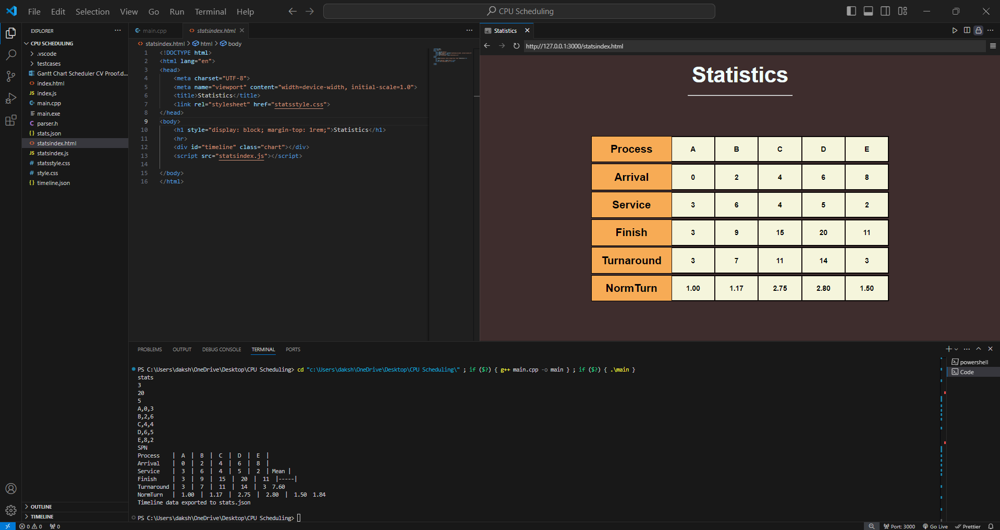 File Edit Selection View Go Run Terminal Help
CPU Scheduling
EXPLORER
CPU SCHEDULING
.vscode
testcases
Gantt Chart Scheduler CV Proof.d...
index.html
JS index.js
main.cpp
main.exe
C parser.h
{} stats.json
statsindex.html
JS statsindex.js
# statsstyle.css
# style.css
{} timeline.json
OUTLINE
TIMELINE
main.cpp
statsindex.html
statsindex.html > html > body
1 <!DOCTYPE html>
2 <html lang="en">
3 <head>
4 <meta charset="UTF-8">
5 <meta name="viewport" content="width=device-width, initial-scale=1.0">
6 <title>Statistics</title>
7 <link rel="stylesheet" href="statsstyle.css">
8 </head>
9 <body>
10 <h1 style="display: block; margin-top: 1rem;">Statistics</h1>
11 <hr>
12 <div id="timeline" class="chart"></div>
13 <script src="statsindex.js"></script>
14
15 </body>
16 </html>
Statistics
http://127.0.0.1:3000/statsindex.html
Statistics
Process A B C D E
Arrival 0 2 4 6 8
Service 3 6 4 5 2
Finish 3 9 15 20 11
Turnaround 3 7 11 14 3
NormTurn 1.00 1.17 2.75 2.80 1.50
PROBLEMS OUTPUT DEBUG CONSOLE TERMINAL PORTS
powershell
Code
PS C:\Users\daksh\OneDrive\Desktop\CPU Scheduling> cd "c:\Users\daksh\OneDrive\Desktop\CPU Scheduling\" ; if ($?) { g++ main.cpp -o main } ; if ($?) { .\main }
stats
3
20
5
A,0,3
B,2,6
C,4,4
D,6,5
E,8,2
SPN
Process | A | B | C | D | E |
Arrival | 0 | 2 | 4 | 6 | 8 |
Service | 3 | 6 | 4 | 5 | 2 | Mean |
Finish | 3 | 9 | 15 | 20 | 11 |-----|
Turnaround | 3 | 7 | 11 | 14 | 3 7.60
NormTurn | 1.00 | 1.17 | 2.75 | 2.80 | 1.50 1.84
Timeline data exported to stats.json
PS C:\Users\daksh\OneDrive\Desktop\CPU Scheduling>
0 0 0 Port: 3000 Go Live Prettier